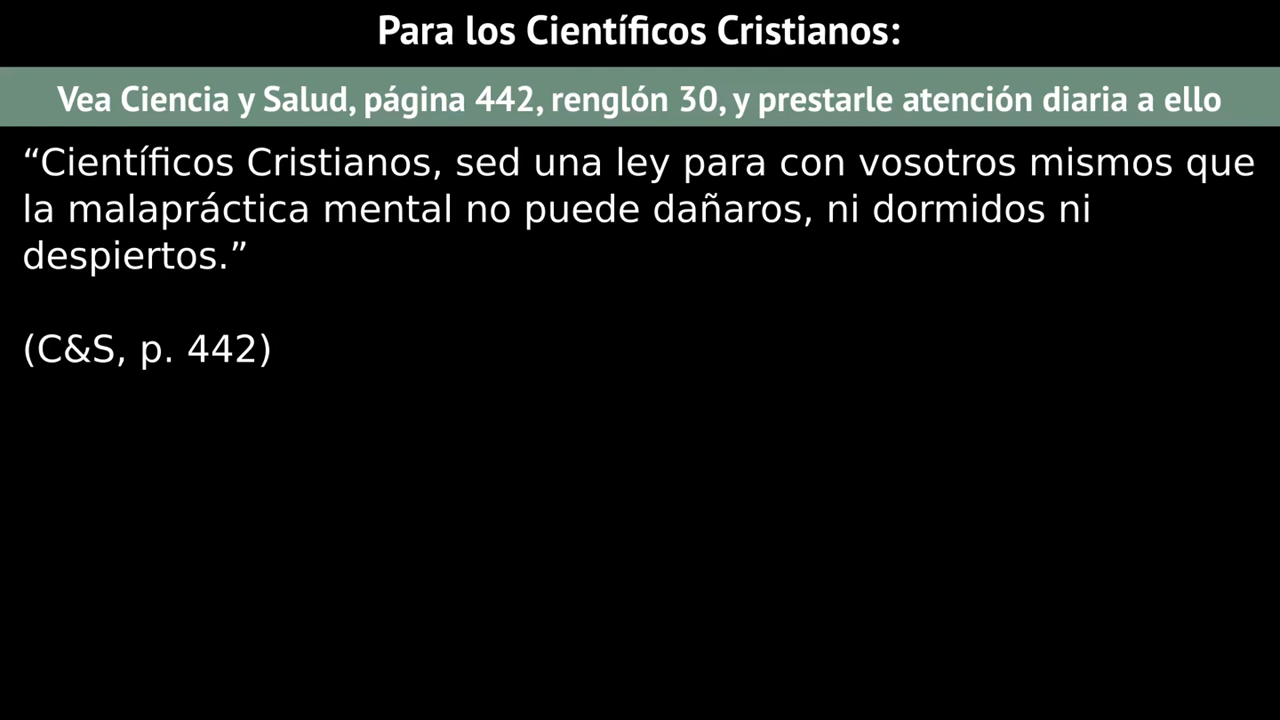 Para los Científicos Cristianos:
Vea Ciencia y Salud, página 442, renglón 30, y prestarle atención diaria a ello
“Científicos Cristianos, sed una ley para con vosotros mismos que
la malapráctica mental no puede dañaros, ni dormidos ni
despiertos.”
(C&S, p. 442)